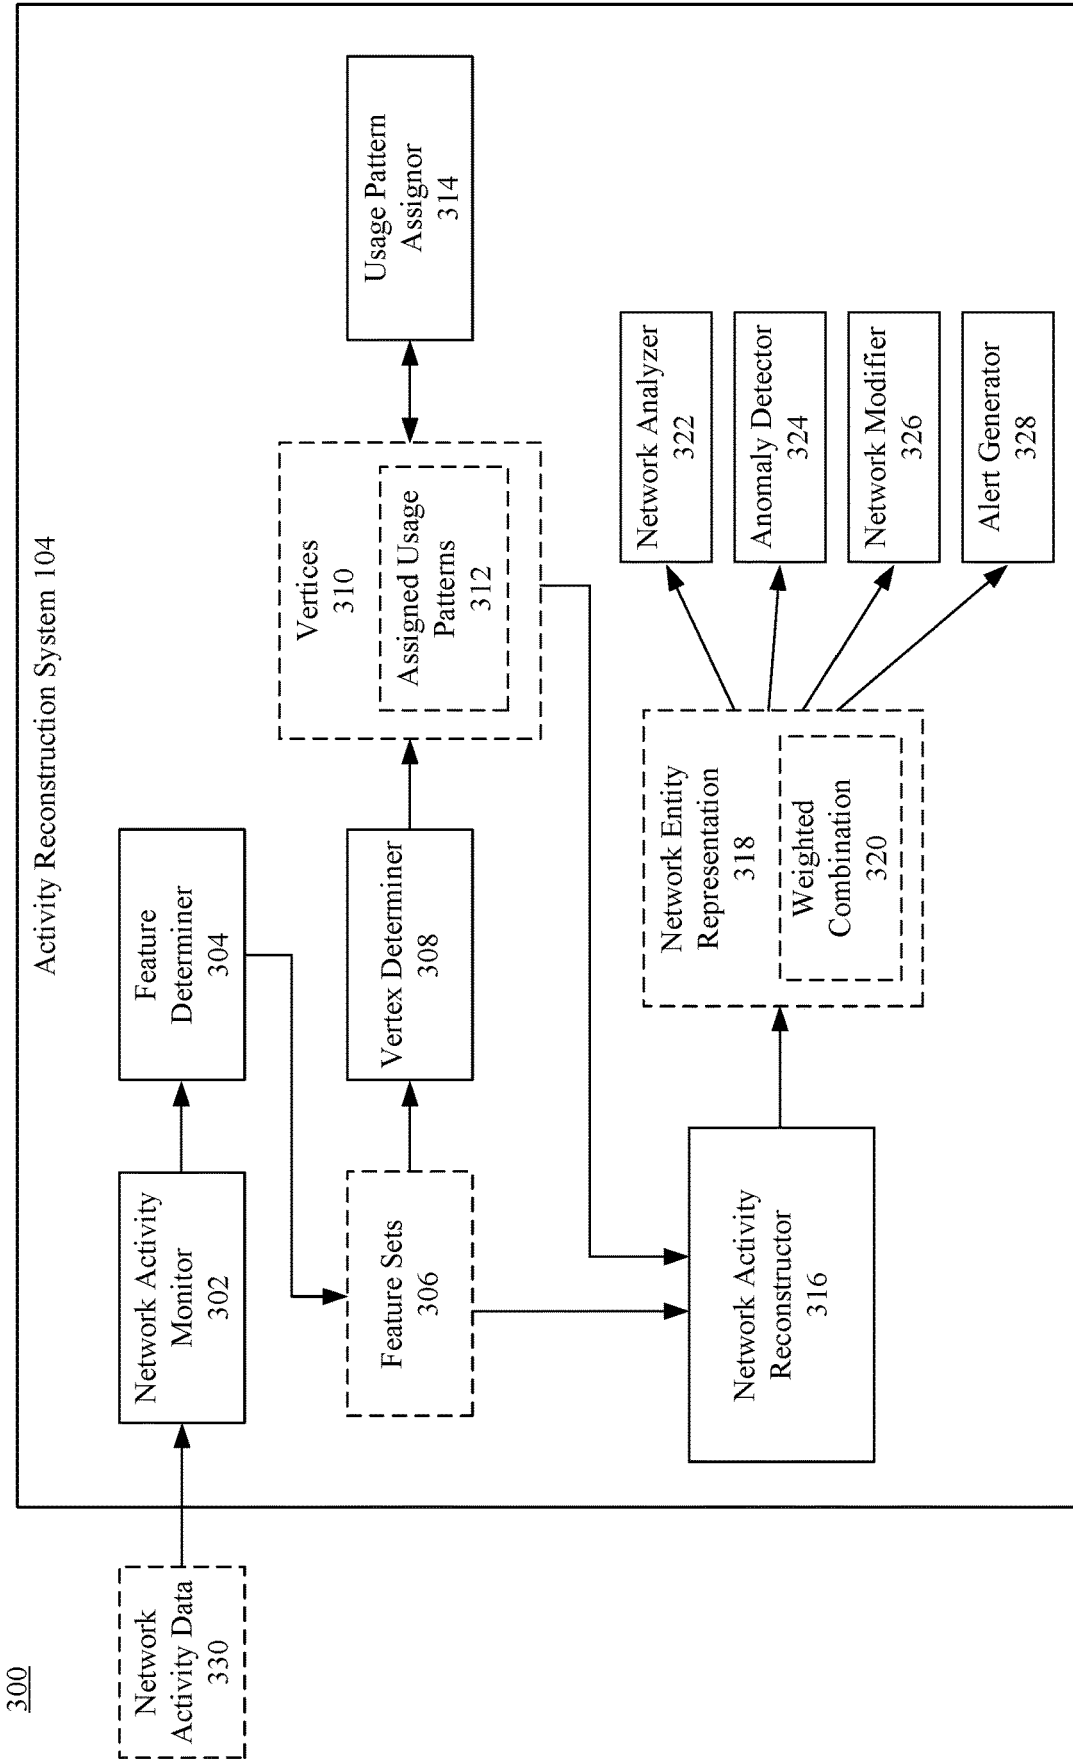 300
Activity Reconstruction System 104
Network
Activity Data
330
Network Activity
Monitor
302
Feature
Determiner
304
Feature Sets
306
Vertex Determiner
308
Vertices
310
Assigned Usage
Patterns
312
Usage Pattern
Assignor
314
Network Activity
Reconstructor
316
Network Entity
Representation
318
Weighted
Combination
320
Network Analyzer
322
Anomaly Detector
324
Network Modifier
326
Alert Generator
328